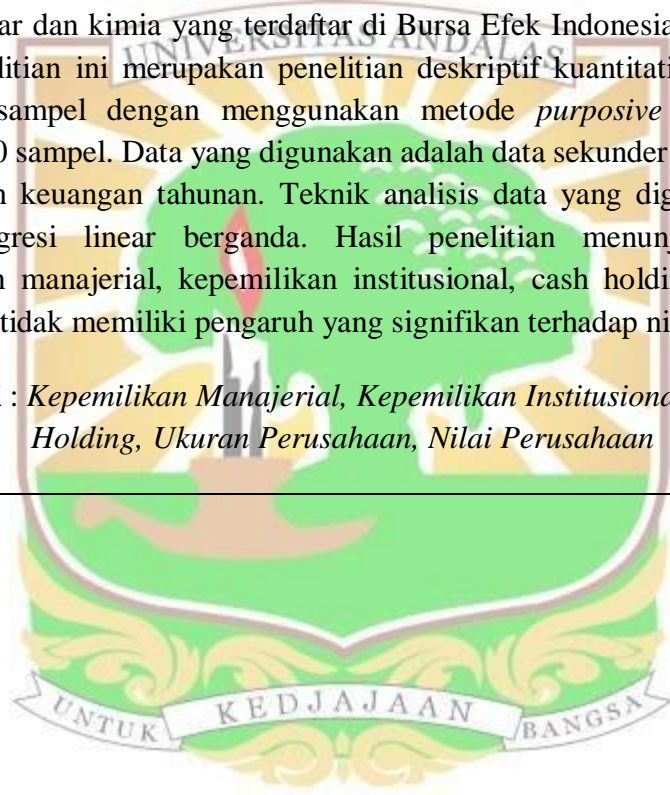 ar dan kimia yang terdaftar di Bursa Efek Indonesia
UNIVERSITAS ANDALAS
litian ini merupakan penelitian deskriptif kuantitati
sampel dengan menggunakan metode purposive
0 sampel. Data yang digunakan adalah data sekunder
n keuangan tahunan. Teknik analisis data yang dig
gresi linear berganda. Hasil penelitian menunj
n manajerial, kepemilikan institusional, cash holdi
tidak memiliki pengaruh yang signifikan terhadap ni
: Kepemilikan Manajerial, Kepemilikan Institusiona
Holding, Ukuran Perusahaan, Nilai Perusahaan
UNTUK KEDJAJAAN BANGSA